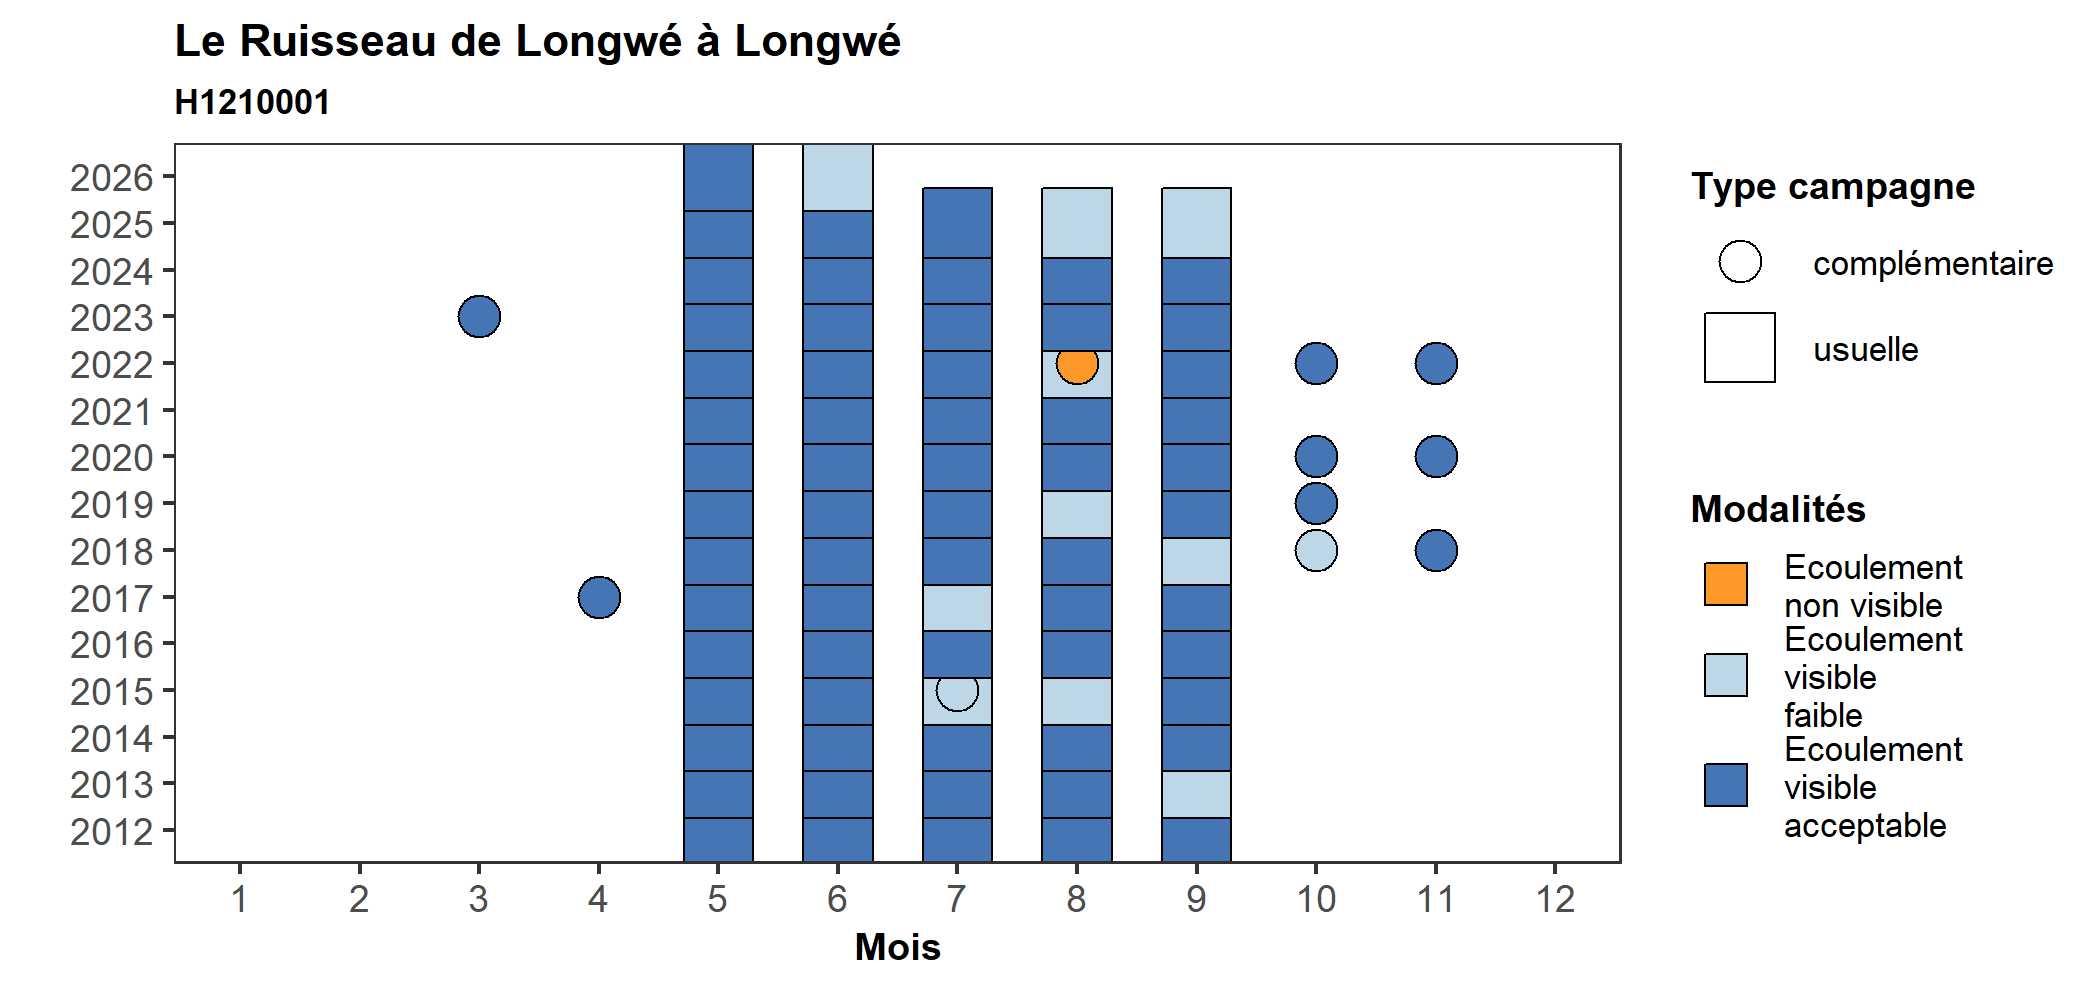 Le Ruisseau de Longwé à Longwé
H1210001
2026
2025
2024
2023
2022
2021
2020
2019
2018
2017
2016
2015
2014
2013
2012
1 2 3 4 5 6 7 8 9 10 11 12
Mois
Type campagne
complémentaire
usuelle
Modalités
Ecoulement
non visible
Ecoulement
visible
faible
Ecoulement
visible
acceptable